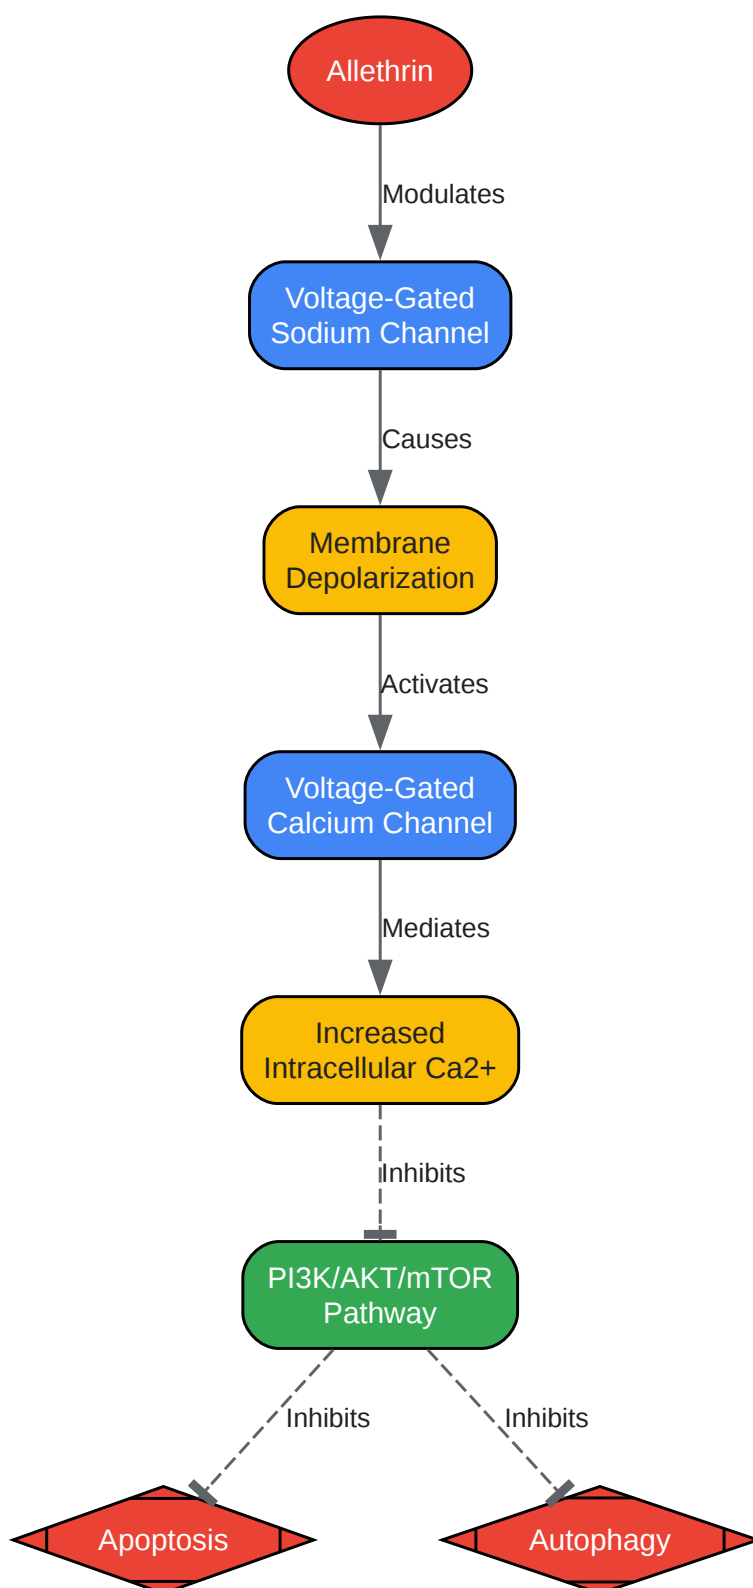 Allethrin
Modulates
Voltage-Gated
Sodium Channel
Causes
Membrane
Depolarization
Activates
Voltage-Gated
Calcium Channel
Mediates
Increased
Intracellular Ca2+
Inhibits
PI3K/AKT/mTOR
Pathway
Inhibits
Inhibits
Apoptosis
Autophagy